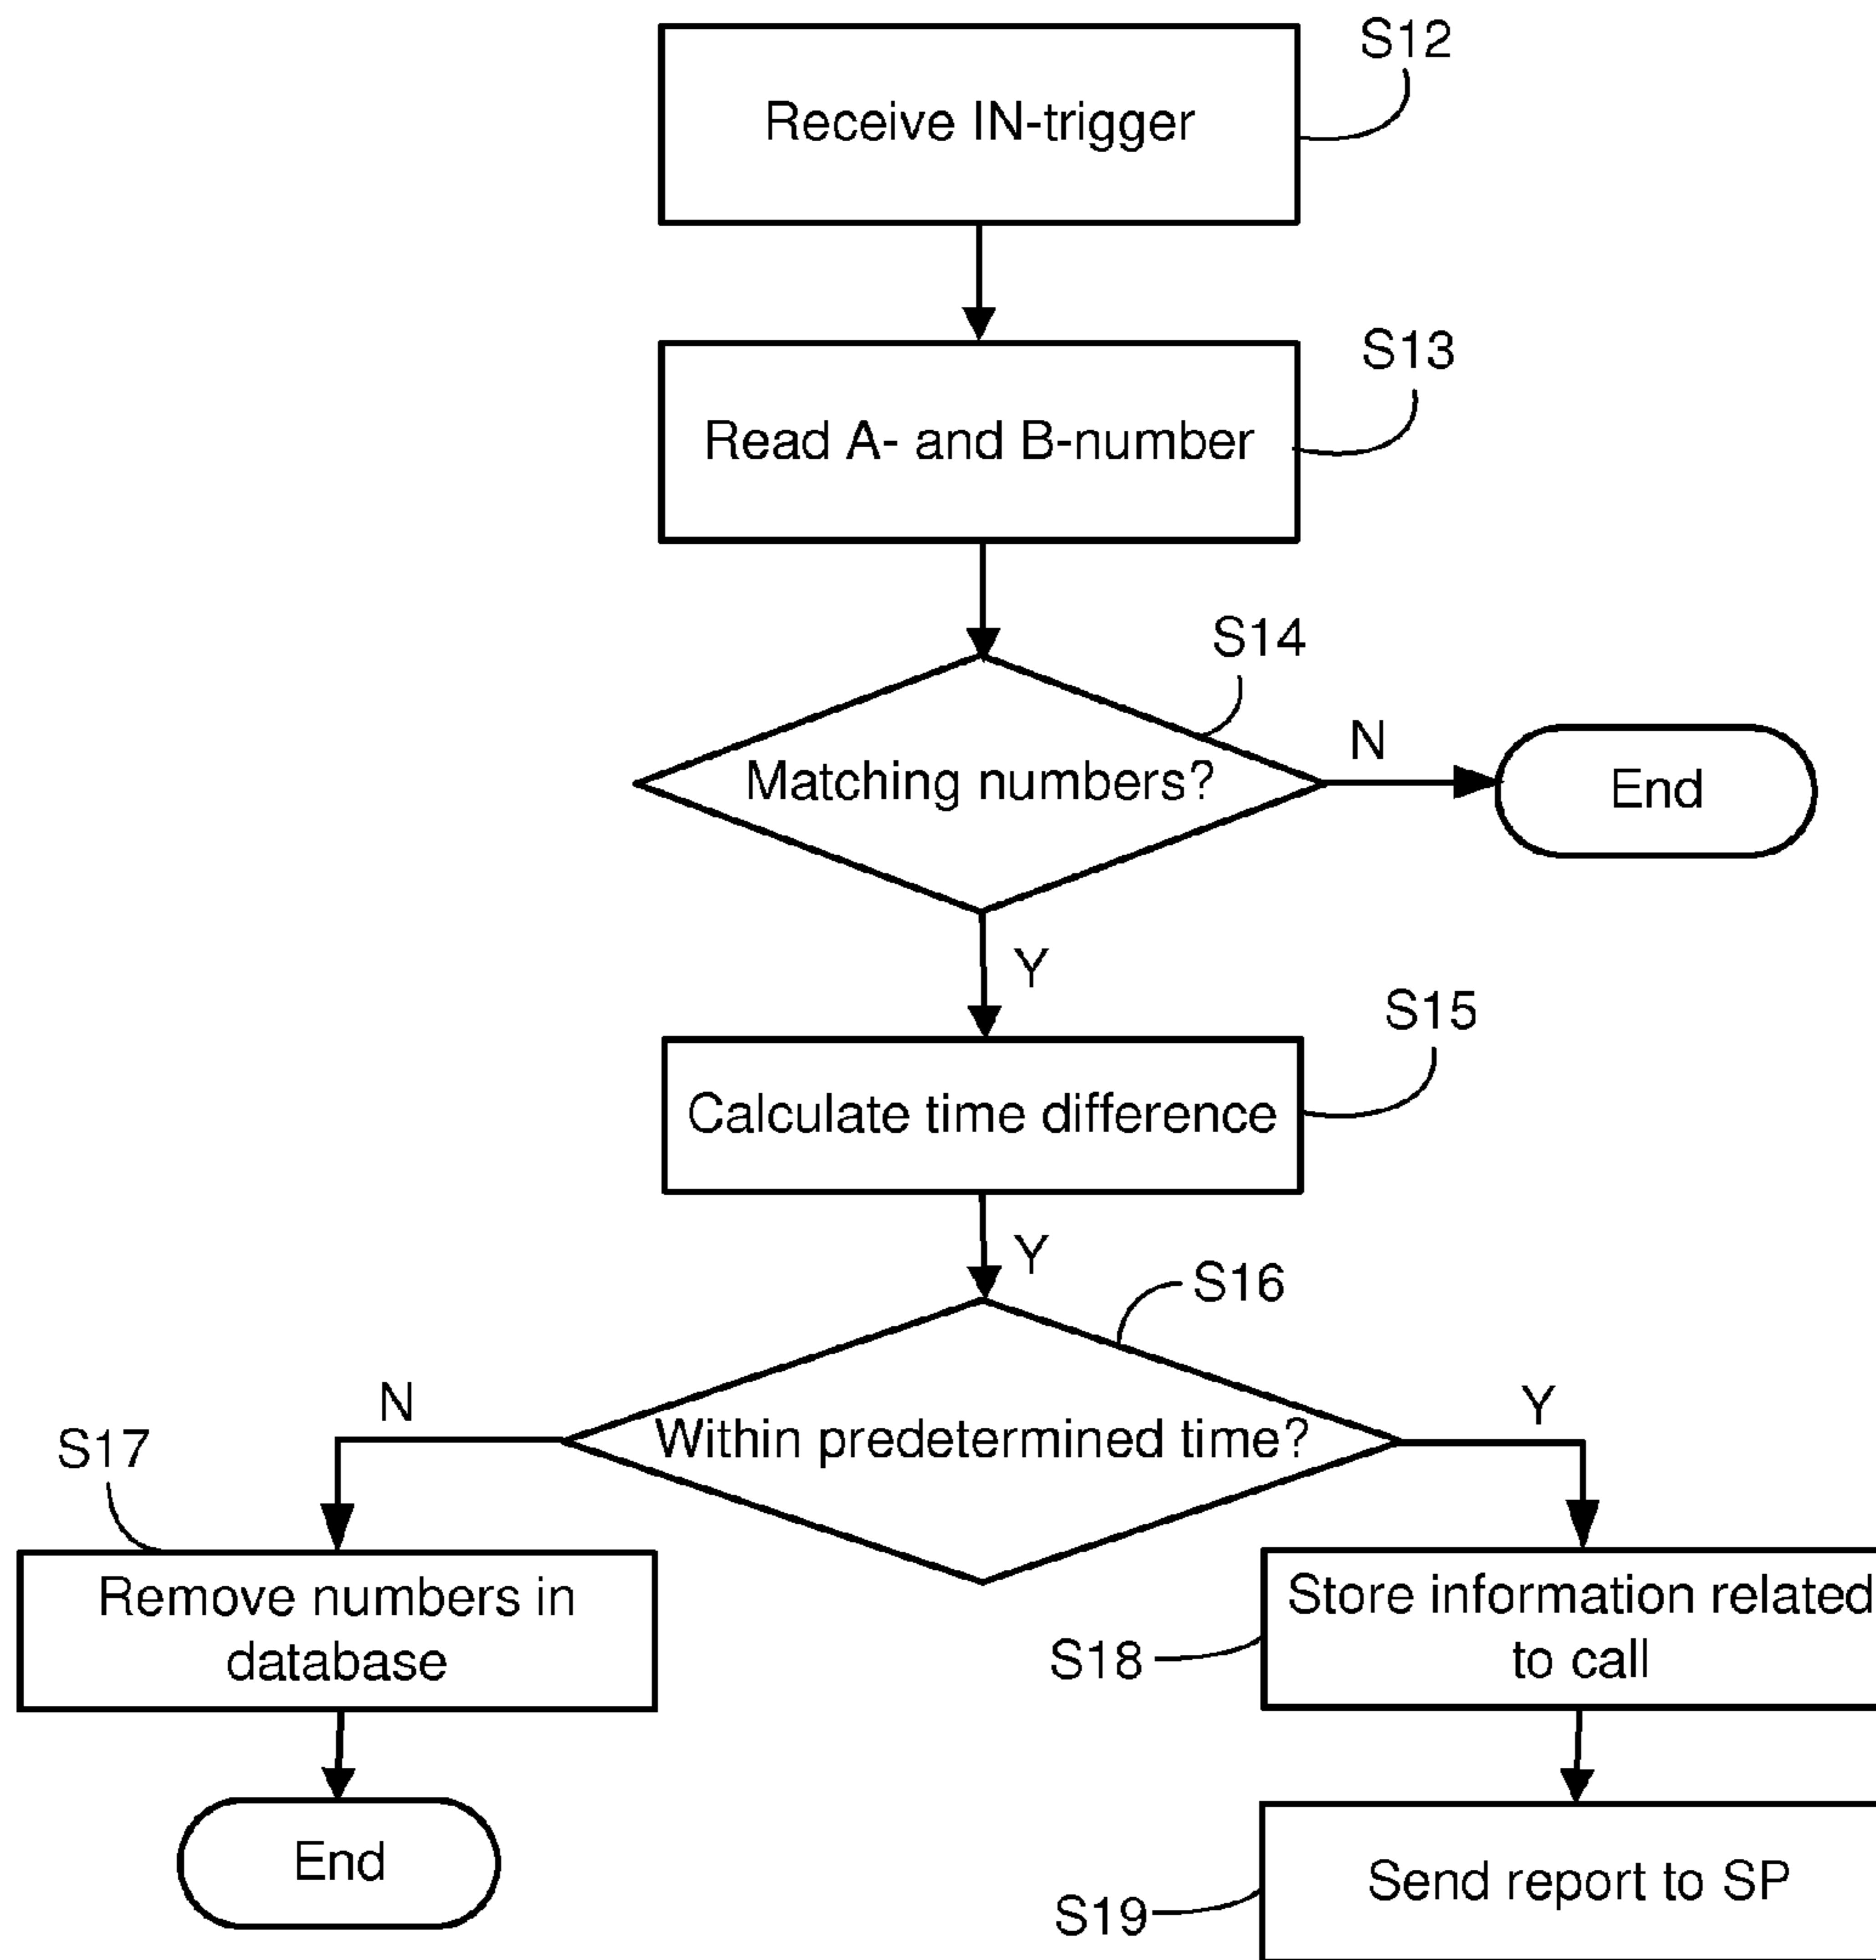 S12
Receive IN-trigger
S13
Read A- and B-number
S14
Matching numbers?
N
End
Y
S15
Calculate time difference
Y
S16
Within predetermined time?
N
Y
S17
Remove numbers in
database
Store information related
to call
S18
End
Send report to SP
S19